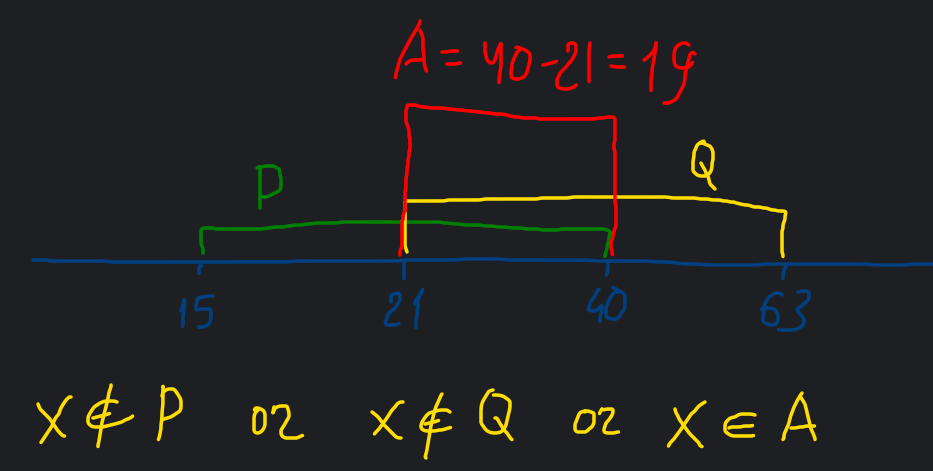 A = 40-21 = 19
P
Q
15 21 40 63
X ∉ P or X ∉ Q or X ∈ A